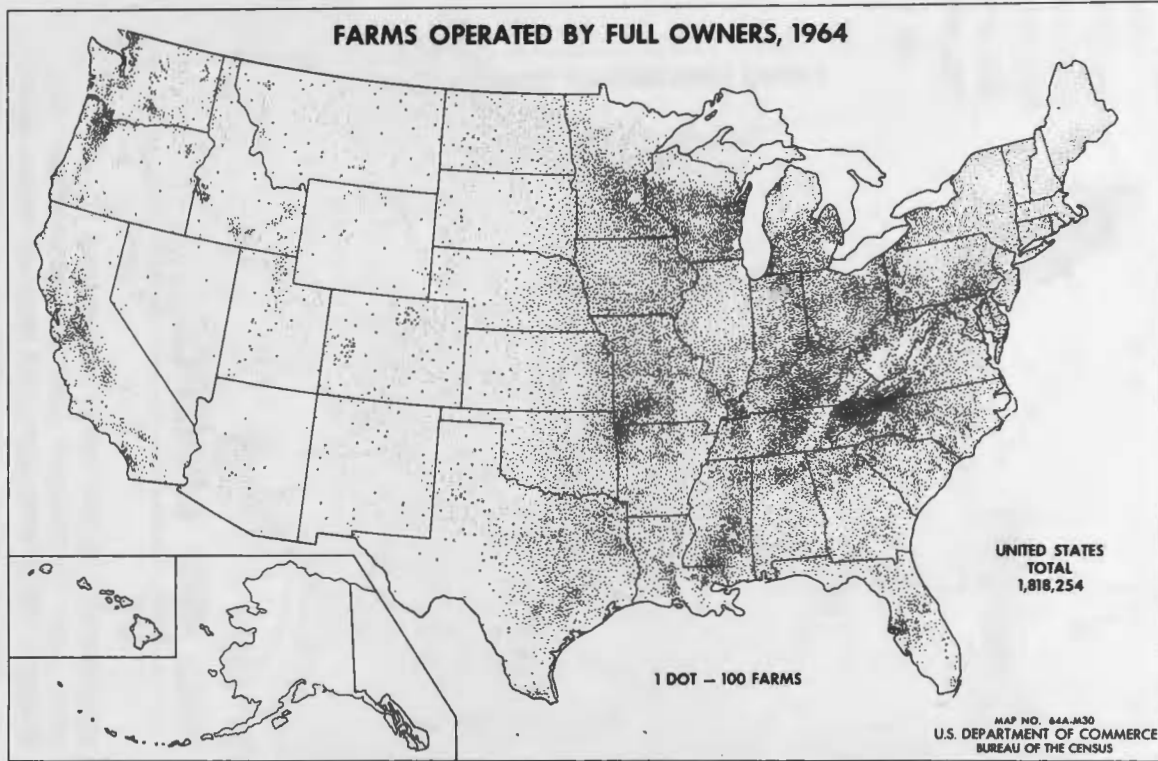 FARMS OPERATED BY FULL OWNERS, 1964
UNITED STATES
TOTAL
1,818,254
1 DOT — 100 FARMS
MAP NO. 64A-M30
U.S. DEPARTMENT OF COMMERCE
BUREAU OF THE CENSUS